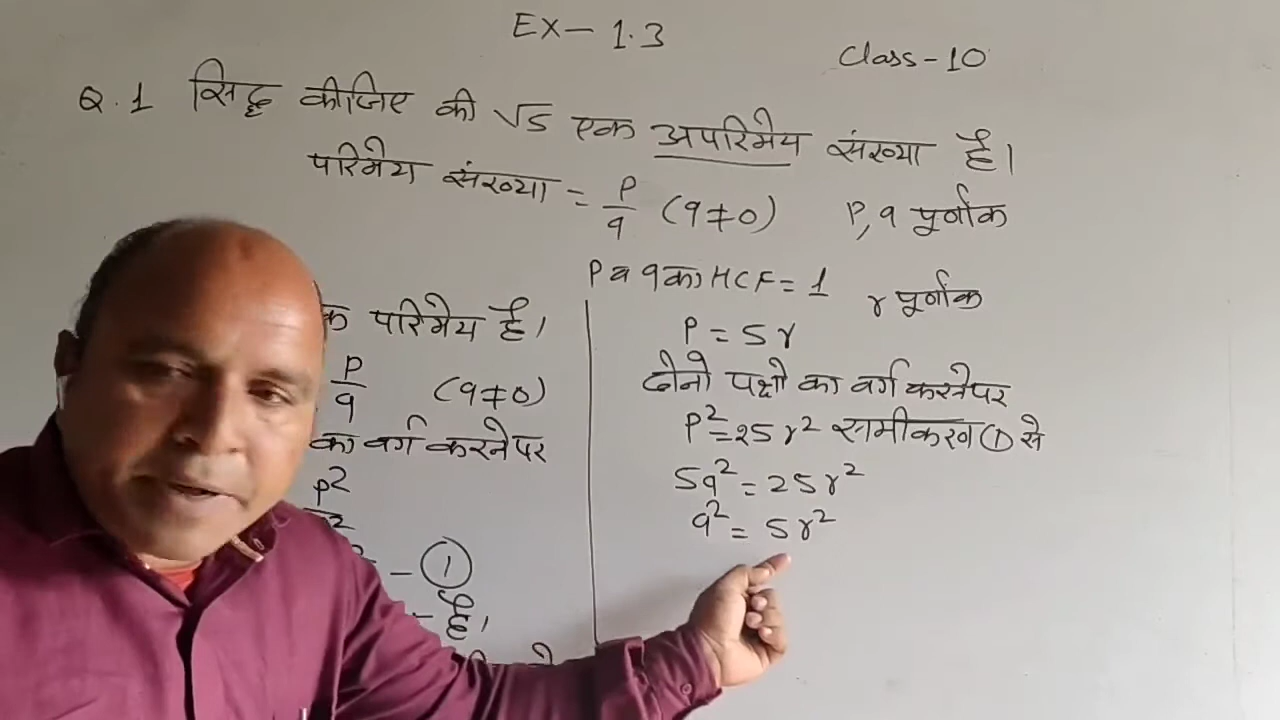 Ex- 1.3
Class-10
Q.1 सिद्ध कीजिए की √5 एक अपरिमेय संख्या है।
परिमेय संख्या = P/q (q≠0) P,q पूर्णांक
P व q का HCF = 1
r पूर्णांक
परिमेय है।
P/q (q≠0)
का वर्ग करने पर
P²
- ①
है।
P = 5r
दोनो पक्षो का वर्ग करने पर
P² = 25r² समीकरण ① से
5q² = 25r²
q² = 5r²